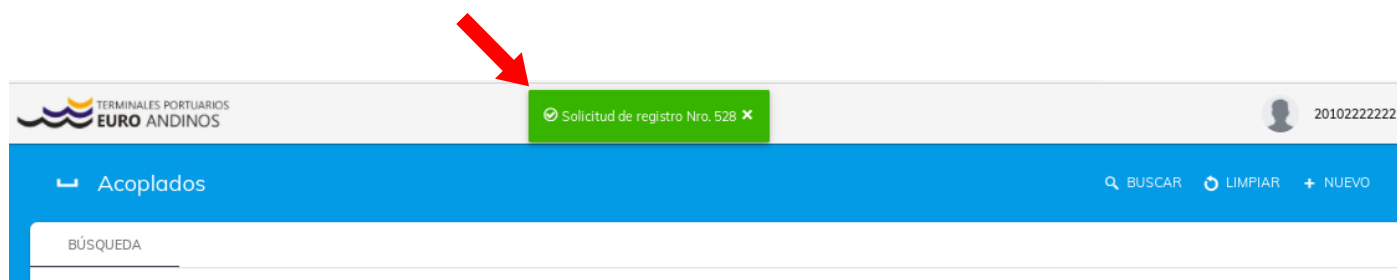 TERMINALES PORTUARIOS
EURO ANDINOS
Solicitud de registro Nro. 528
20102222222
Acoplados
BUSCAR LIMPIAR + NUEVO
BÚSQUEDA